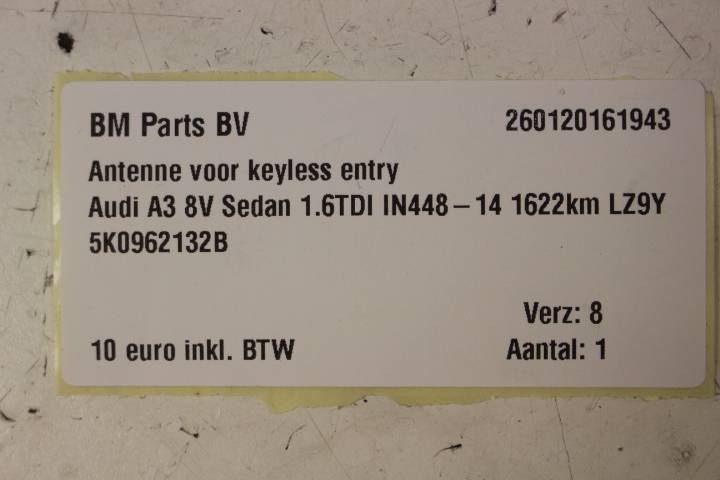 BM Parts BV 260120161943
Antenne voor keyless entry
Audi A3 8V Sedan 1.6TDI IN448-14 1622km LZ9Y
5K0962132B
Verz: 8
10 euro inkl. BTW Aantal: 1